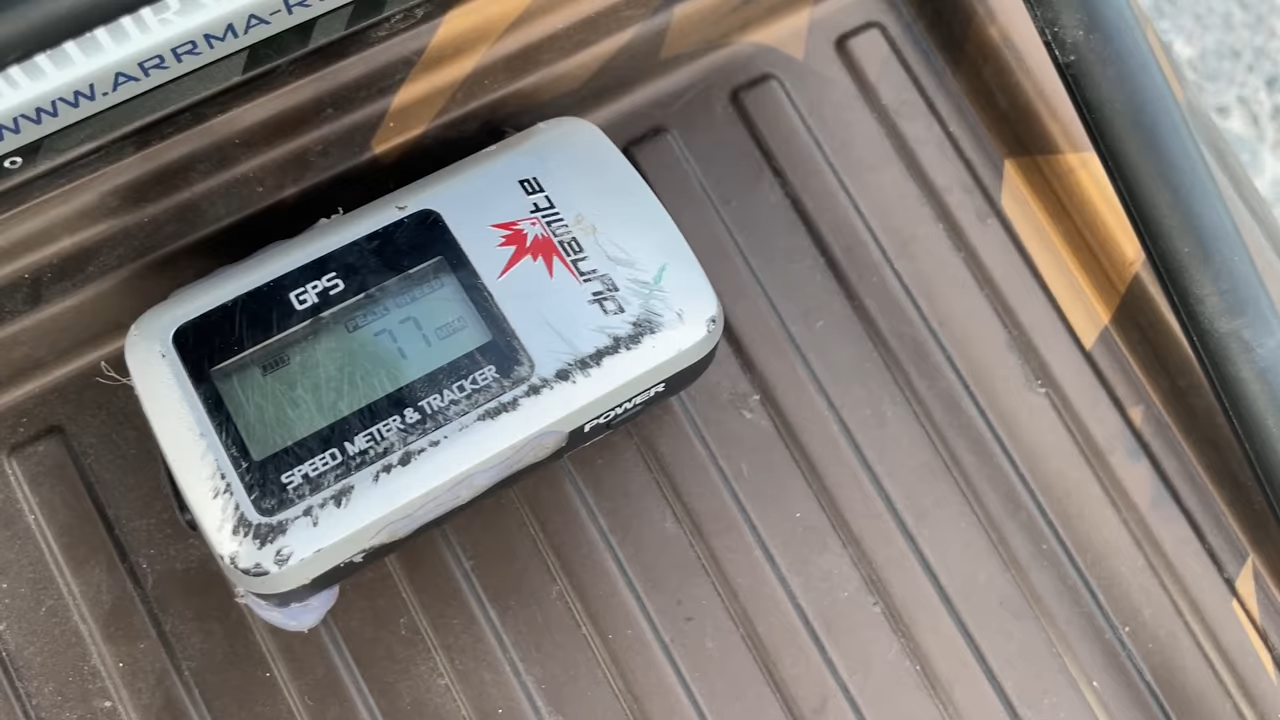 WWW.ARRMA-R
GPS
PEAK SPEED
77 MPH
SPEED METER & TRACKER
dynamite
POWER